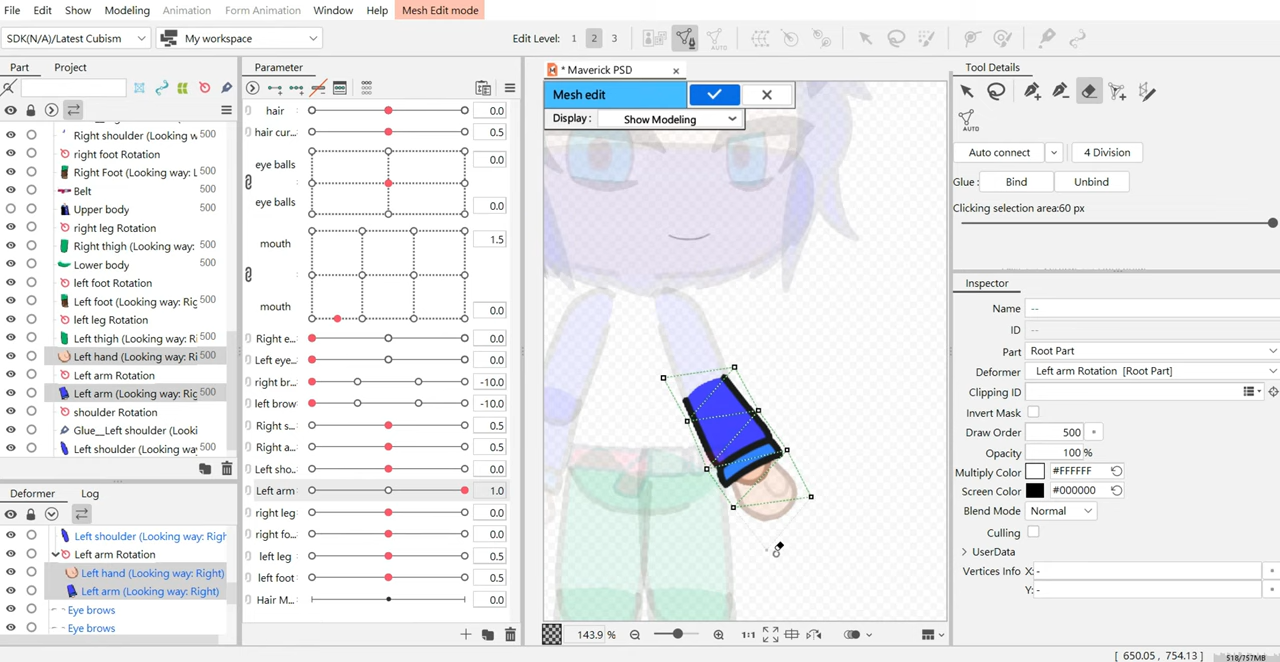 File Edit Show Modeling Animation Form Animation Window Help Mesh Edit mode
SDK(N/A)/Latest Cubism My workspace Edit Level: 1 2 3
Part Project
Right shoulder (Looking w 500
right foot Rotation
Right Foot (Looking way: L 500
Belt 500
Upper body 500
right leg Rotation
Right thigh (Looking way: 500
Lower body 500
left foot Rotation
Left foot (Looking way: Rig 500
left leg Rotation
Left thigh (Looking way: Ri 500
Left hand (Looking way: Ri 500
Left arm Rotation
Left arm (Looking way: Rig 500
shoulder Rotation
Glue__Left shoulder (Looki
Left shoulder (Looking wa 500
Deformer Log
Left shoulder (Looking way: Righ
Left arm Rotation
Left hand (Looking way: Right)
Left arm (Looking way: Right)
Eye brows
Eye brows
Parameter
hair 0.0
hair cur... 0.5
eye balls 0.0
eye balls 0.0
mouth 1.5
mouth 0.0
Right e... 0.0
Left eye... 0.0
right br... -10.0
left brow -10.0
Right s... 0.5
Right a... 0.0
Left sho... 0.0
Left arm 1.0
right leg 0.0
right fo... 0.0
left leg 0.5
left foot 0.5
Hair M... 0.0
* Maverick PSD
Mesh edit
Display : Show Modeling
143.9 % 1:1
Tool Details
AUTO
Auto connect 4 Division
Glue : Bind Unbind
Clicking selection area:60 px
Inspector
Name --
ID --
Part Root Part
Deformer Left arm Rotation [Root Part]
Clipping ID
Invert Mask
Draw Order 500
Opacity 100 %
Multiply Color #FFFFFF
Screen Color #000000
Blend Mode Normal
Culling
UserData
Vertices Info X: -
Y: -
[ 650.05, 754.13 ] 518/757MB